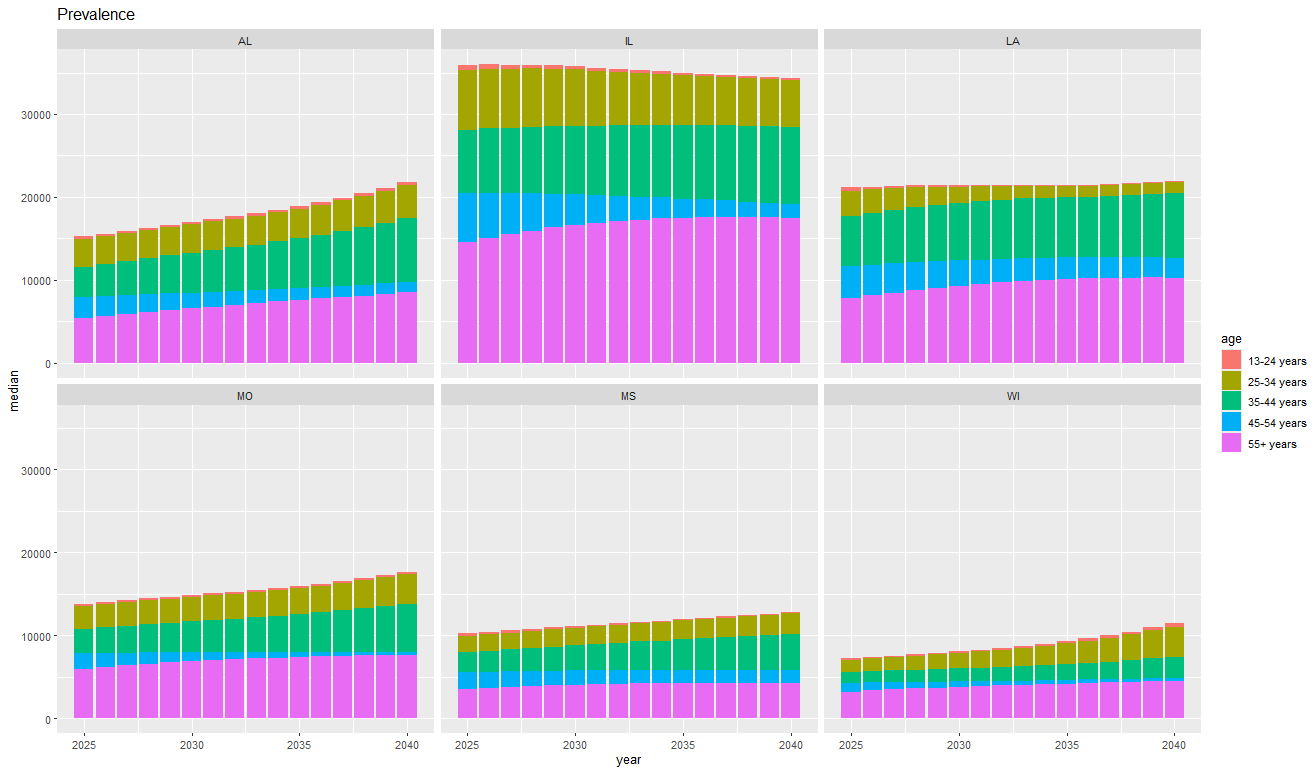 Prevalence
AL
IL
LA
30000
20000
10000
0
MO
MS
WI
30000
20000
10000
0
2025
2030
2035
2040
2025
2030
2035
2040
2025
2030
2035
2040
year
median
age
13-24 years
25-34 years
35-44 years
45-54 years
55+ years